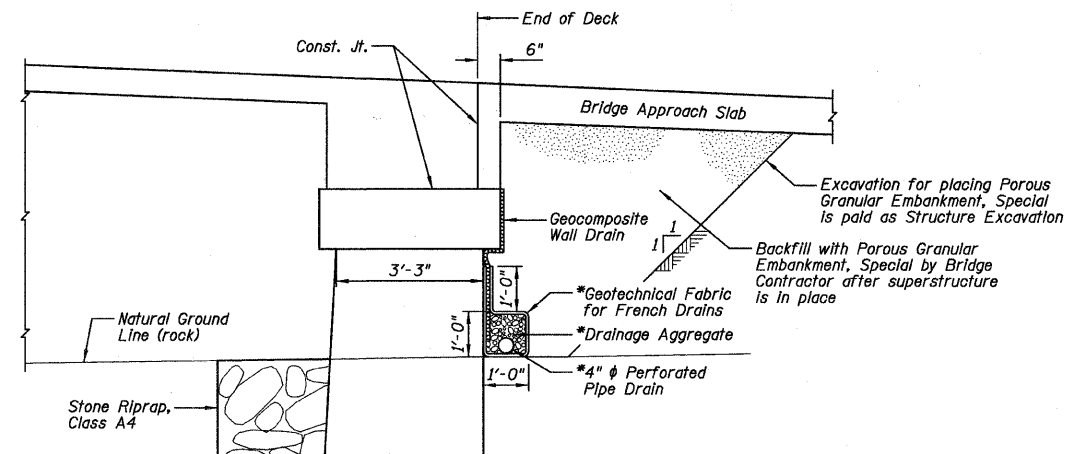 End of Deck
Const. Jt.
6"
Bridge Approach Slab
Excavation for placing Porous
Granular Embankment, Special
is paid as Structure Excavation
Geocomposite
Wall Drain
1
1
Backfill with Porous Granular
Embankment, Special by Bridge
Contractor after superstructure
is in place
3'-3"
1'-0"
*Geotechnical Fabric
for French Drains
Natural Ground
Line (rock)
1'-0"
*Drainage Aggregate
1'-0"
*4" ϕ Perforated
Pipe Drain
Stone Riprap,
Class A4